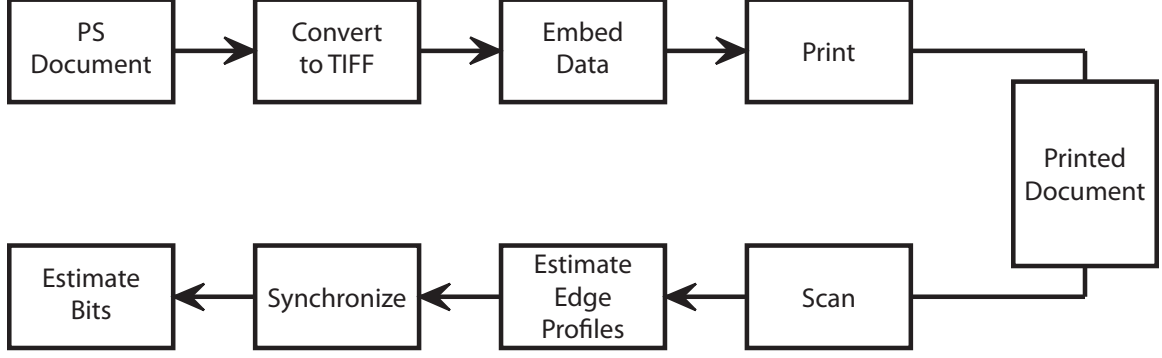 PS
Document
Convert
to TIFF
Embed
Data
Print
Printed
Document
Scan
Estimate
Edge
Profiles
Synchronize
Estimate
Bits